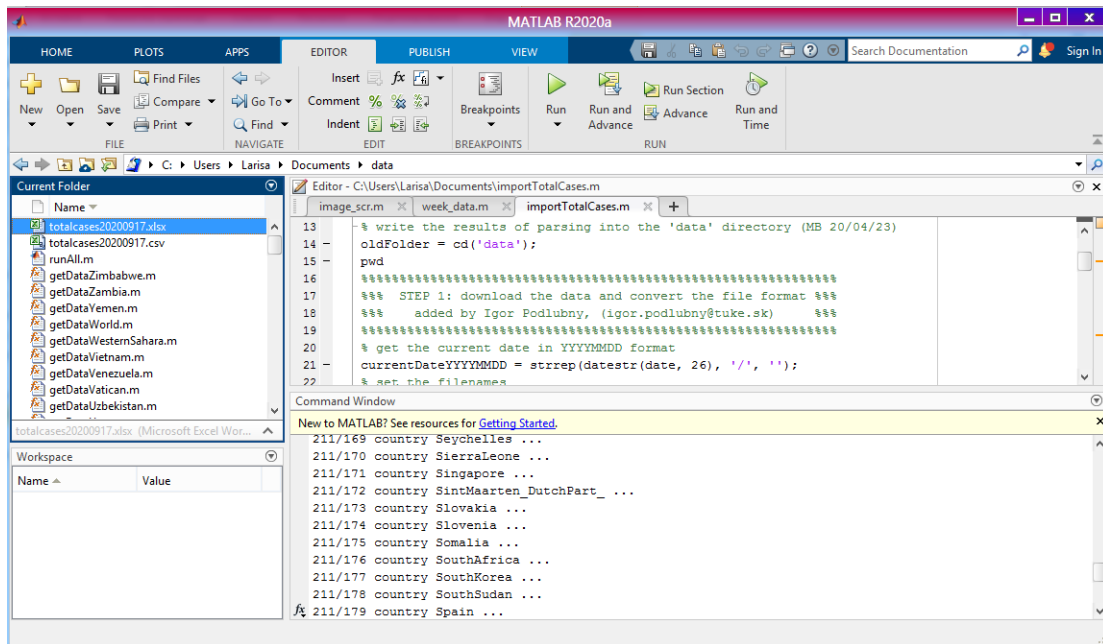 MATLAB R2020a
HOME PLOTS APPS EDITOR PUBLISH VIEW Search Documentation Sign In
New Open Save Find Files Compare Print
Go To Find
Insert fx
Comment %
Indent
Breakpoints Run Run and Advance Run Section Advance Run and Time
FILE NAVIGATE EDIT BREAKPOINTS RUN
C: Users Larisa Documents data
Current Folder
Name
totalcases20200917.xlsx
totalcases20200917.csv
runAll.m
getDataZimbabwe.m
getDataZambia.m
getDataYemen.m
getDataWorld.m
getDataWesternSahara.m
getDataVietnam.m
getDataVenezuela.m
getDataVatican.m
getDataUzbekistan.m
totalcases20200917.xlsx (Microsoft Excel Wor...
Workspace
Name Value
Editor - C:\Users\Larisa\Documents\importTotalCases.m
image_scr.m week_data.m importTotalCases.m +
13 % write the results of parsing into the 'data' directory (MB 20/04/23)
14 - oldFolder = cd('data');
15 - pwd
16 %%%%%%%%%%%%%%%%%%%%%%%%%%%%%%%%%%%%%%%%%%%%%%%%%%%%%%%%%%%%%%
17 %%% STEP 1: download the data and convert the file format %%%
18 %%% added by Igor Podlubny, (igor.podlubny@tuke.sk) %%%
19 %%%%%%%%%%%%%%%%%%%%%%%%%%%%%%%%%%%%%%%%%%%%%%%%%%%%%%%%%%%%%%
20 % get the current date in YYYYMMDD format
21 - currentDateYYYYMMDD = strrep(datestr(date, 26), '/', '');
22 % set the filenames
Command Window
New to MATLAB? See resources for Getting Started.
211/169 country Seychelles ...
211/170 country SierraLeone ...
211/171 country Singapore ...
211/172 country SintMaarten_DutchPart_ ...
211/173 country Slovakia ...
211/174 country Slovenia ...
211/175 country Somalia ...
211/176 country SouthAfrica ...
211/177 country SouthKorea ...
211/178 country SouthSudan ...
fx 211/179 country Spain ...